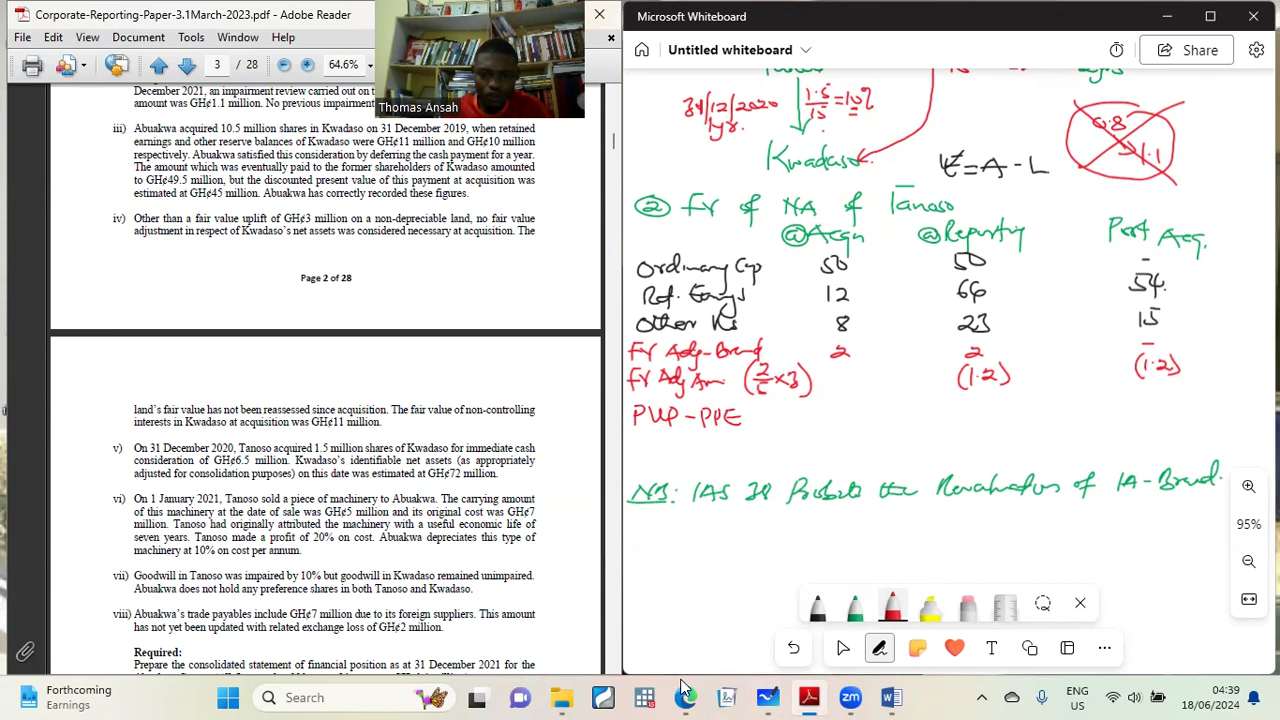 Corporate-Reporting-Paper-3.1March-2023.pdf - Adobe Reader
File Edit View Document Tools Window Help
3 / 28 64.6%
Thomas Ansah
December 2021, an impairment review carried out on t
amount was GH¢1.1 million. No previous impairment
iii) Abuakwa acquired 10.5 million shares in Kwadaso on 31 December 2019, when retained
earnings and other reserve balances of Kwadaso were GH¢11 million and GH¢10 million
respectively. Abuakwa satisfied this consideration by deferring the cash payment for a year.
The amount which was eventually paid to the former shareholders of Kwadaso amounted
to GH¢49.5 million, but the discounted present value of this payment at acquisition was
estimated at GH¢45 million. Abuakwa has correctly recorded these figures.
iv) Other than a fair value uplift of GH¢3 million on a non-depreciable land, no fair value
adjustment in respect of Kwadaso's net assets was considered necessary at acquisition. The
Page 2 of 28
land's fair value has not been reassessed since acquisition. The fair value of non-controlling
interests in Kwadaso at acquisition was GH¢11 million.
v) On 31 December 2020, Tanoso acquired 1.5 million shares of Kwadaso for immediate cash
consideration of GH¢6.5 million. Kwadaso's identifiable net assets (as appropriately
adjusted for consolidation purposes) on this date was estimated at GH¢72 million.
vi) On 1 January 2021, Tanoso sold a piece of machinery to Abuakwa. The carrying amount
of this machinery at the date of sale was GH¢5 million and its original cost was GH¢7
million. Tanoso had originally attributed the machinery with a useful economic life of
seven years. Tanoso made a profit of 20% on cost. Abuakwa depreciates this type of
machinery at 10% on cost per annum.
vii) Goodwill in Tanoso was impaired by 10% but goodwill in Kwadaso remained unimpaired.
Abuakwa does not hold any preference shares in both Tanoso and Kwadaso.
viii) Abuakwa's trade payables include GH¢7 million due to its foreign suppliers. This amount
has not yet been updated with related exchange loss of GH¢2 million.
Required:
Prepare the consolidated statement of financial position as at 31 December 2021 for the
Microsoft Whiteboard
Untitled whiteboard
Share
31/12/2020
1yr.
1.5
15 = 10%
0.8
1.1
Kwadaso
= A - L
② FV of NA of Tanoso
@Acqn @Reporting Post Acq.
Ordinary Cap 50 50 -
Ret. Earngs 12 66 54.
Other Rs 8 23 15
FV Adj-Brand 2 2 -
FV Adj Am (2/5 x3) (1.2) (1.2)
PUP-PPE
NB: IAS 38 Prohibits the Revaluation of IA-Brand.
95%
Forthcoming
Earnings
Search
ENG
US
04:39
18/06/2024